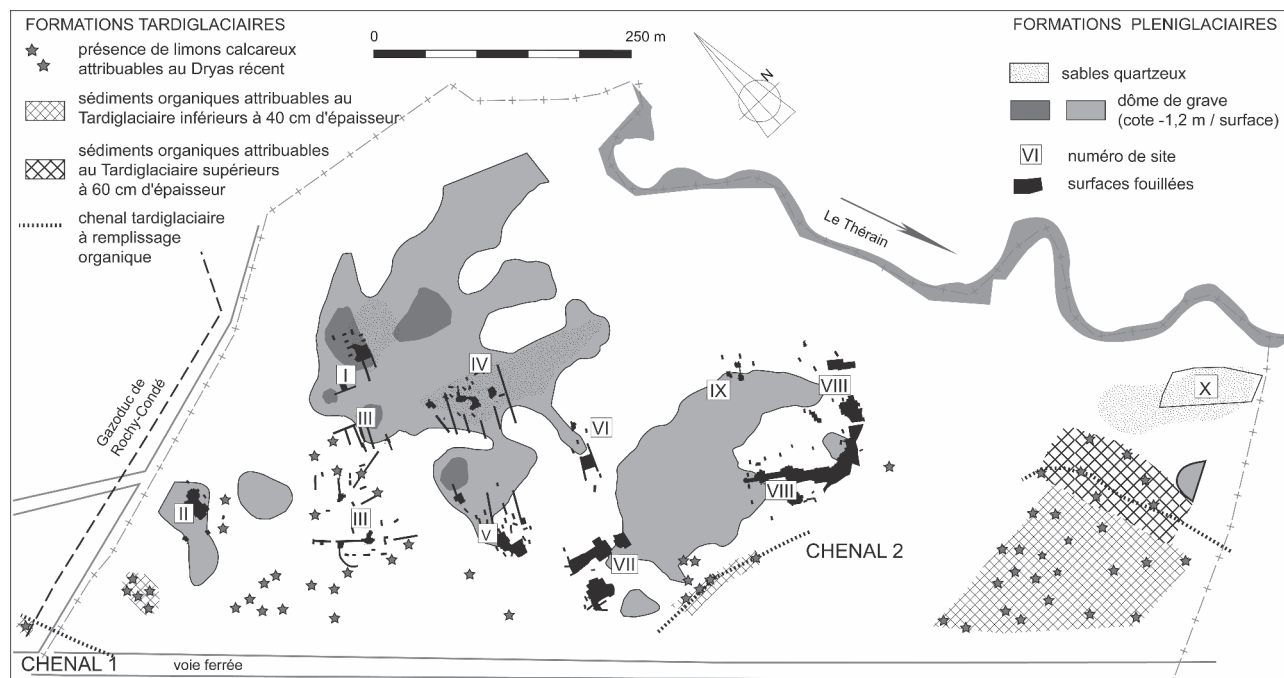 FORMATIONS TARDIGLACIAIRES
présence de limons calcareux
attribuables au Dryas récent
sédiments organiques attribuables au
Tardiglaciaire inférieurs à 40 cm d'épaisseur
sédiments organiques attribuables
au Tardiglaciaire supérieurs
à 60 cm d'épaisseur
chenal tardiglaciaire
à remplissage
organique
0
250 m
N
FORMATIONS PLENIGLACIAIRES
sables quartzeux
dôme de grave
(cote -1,2 m / surface)
VI
numéro de site
surfaces fouillées
Le Thérain
Gazoduc de
Rochy-Condé
I
IV
III
IX
VIII
X
VI
II
III
V
VIII
VII
CHENAL 2
CHENAL 1
voie ferrée